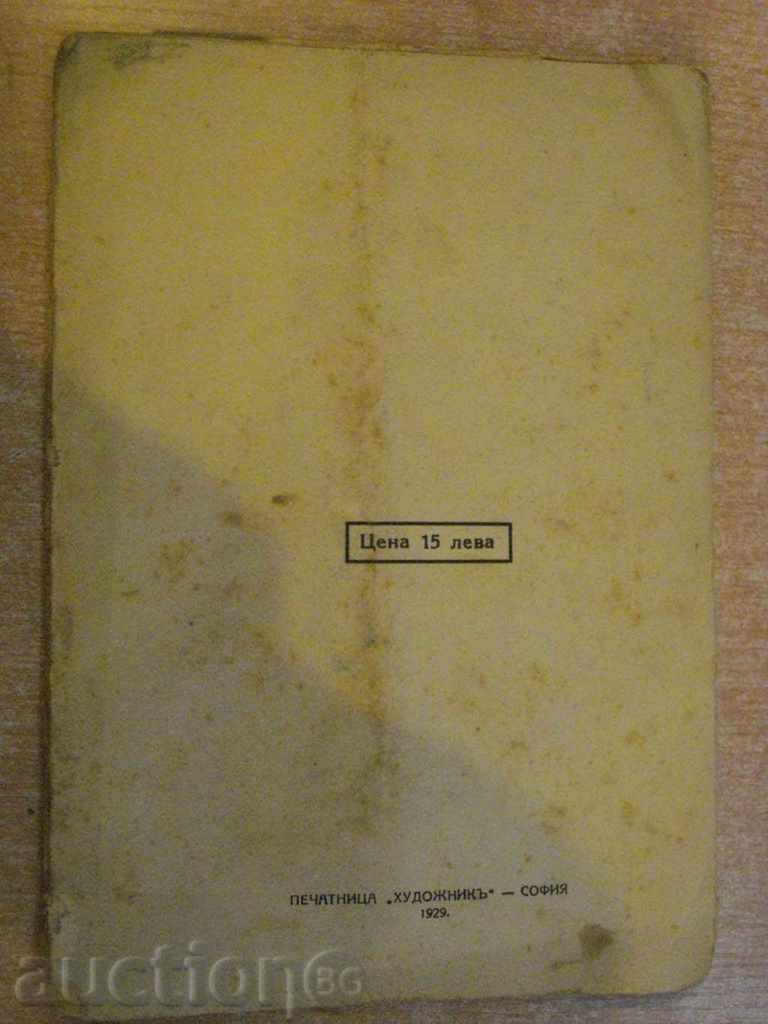 Цена 15 лева
ПЕЧАТНИЦА „ХУДОЖНИКЪ“ — СОФИЯ
1929.
auction BG